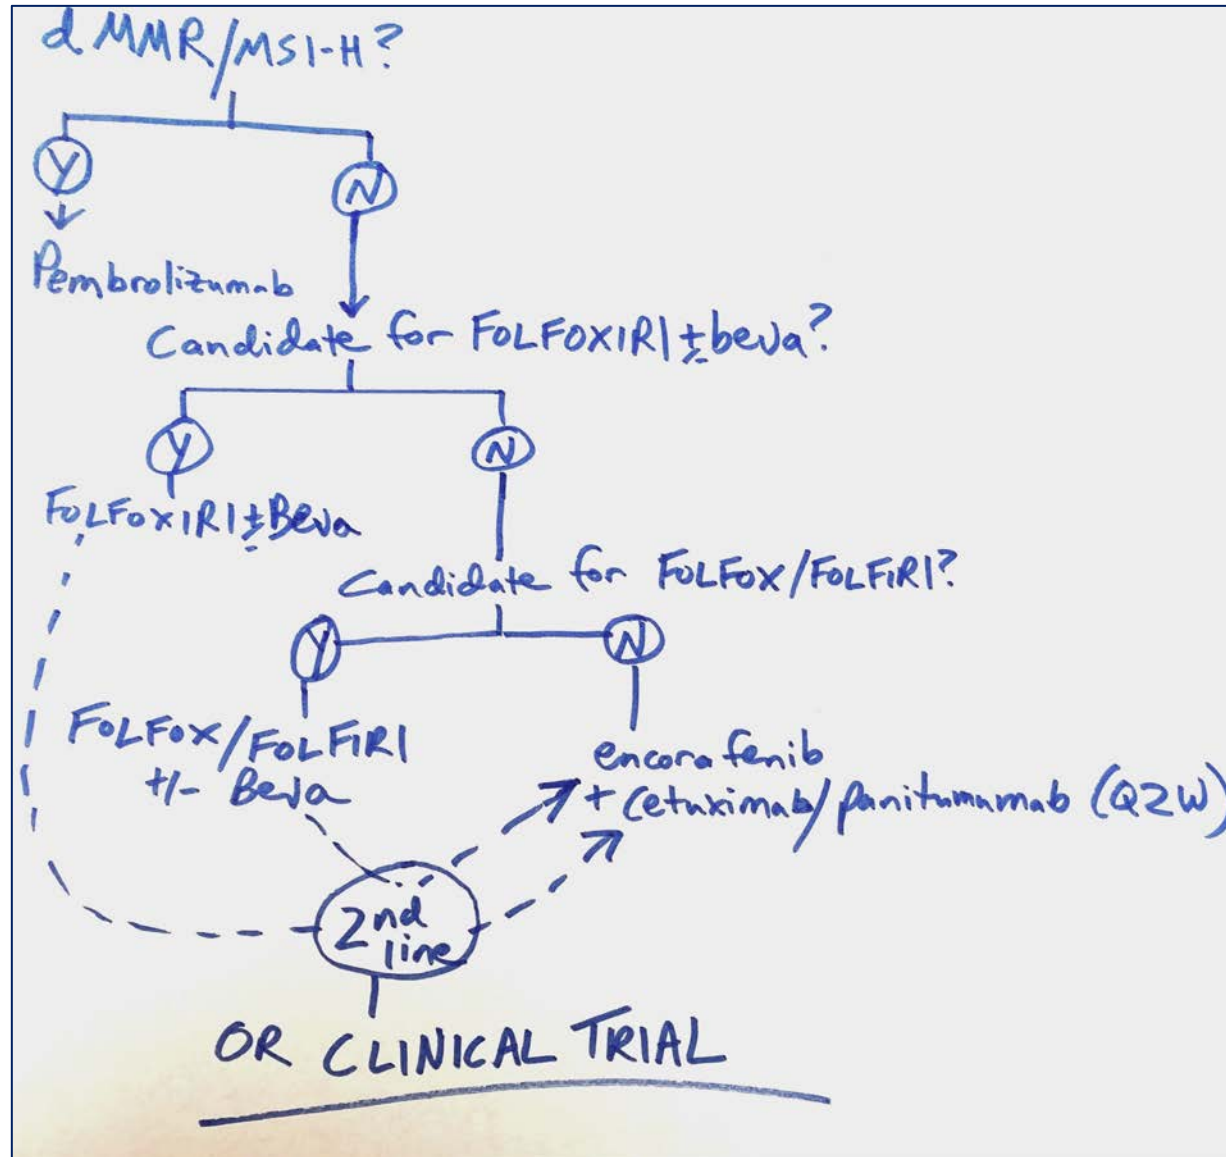 dMMR/MSI-H?
Y
N
Pembrolizumab
Candidate for FOLFOXIRI ± beva?
Y
N
FOLFOXIRI ± Beva
Candidate for FOLFOX/FOLFIRI?
Y
N
FOLFOX/FOLFIRI
+/- Beva
encorafenib
+ Cetuximab/panitumumab (Q2W)
2nd
line
OR CLINICAL TRIAL